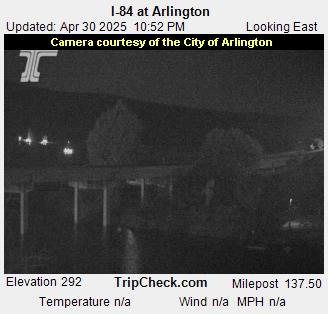 I-84 at Arlington
Updated: Apr 30 2025 10:52 PM Looking East
Camera courtesy of the City of Arlington
Elevation 292 TripCheck.com Milepost 137.50
Temperature n/a Wind n/a MPH n/a